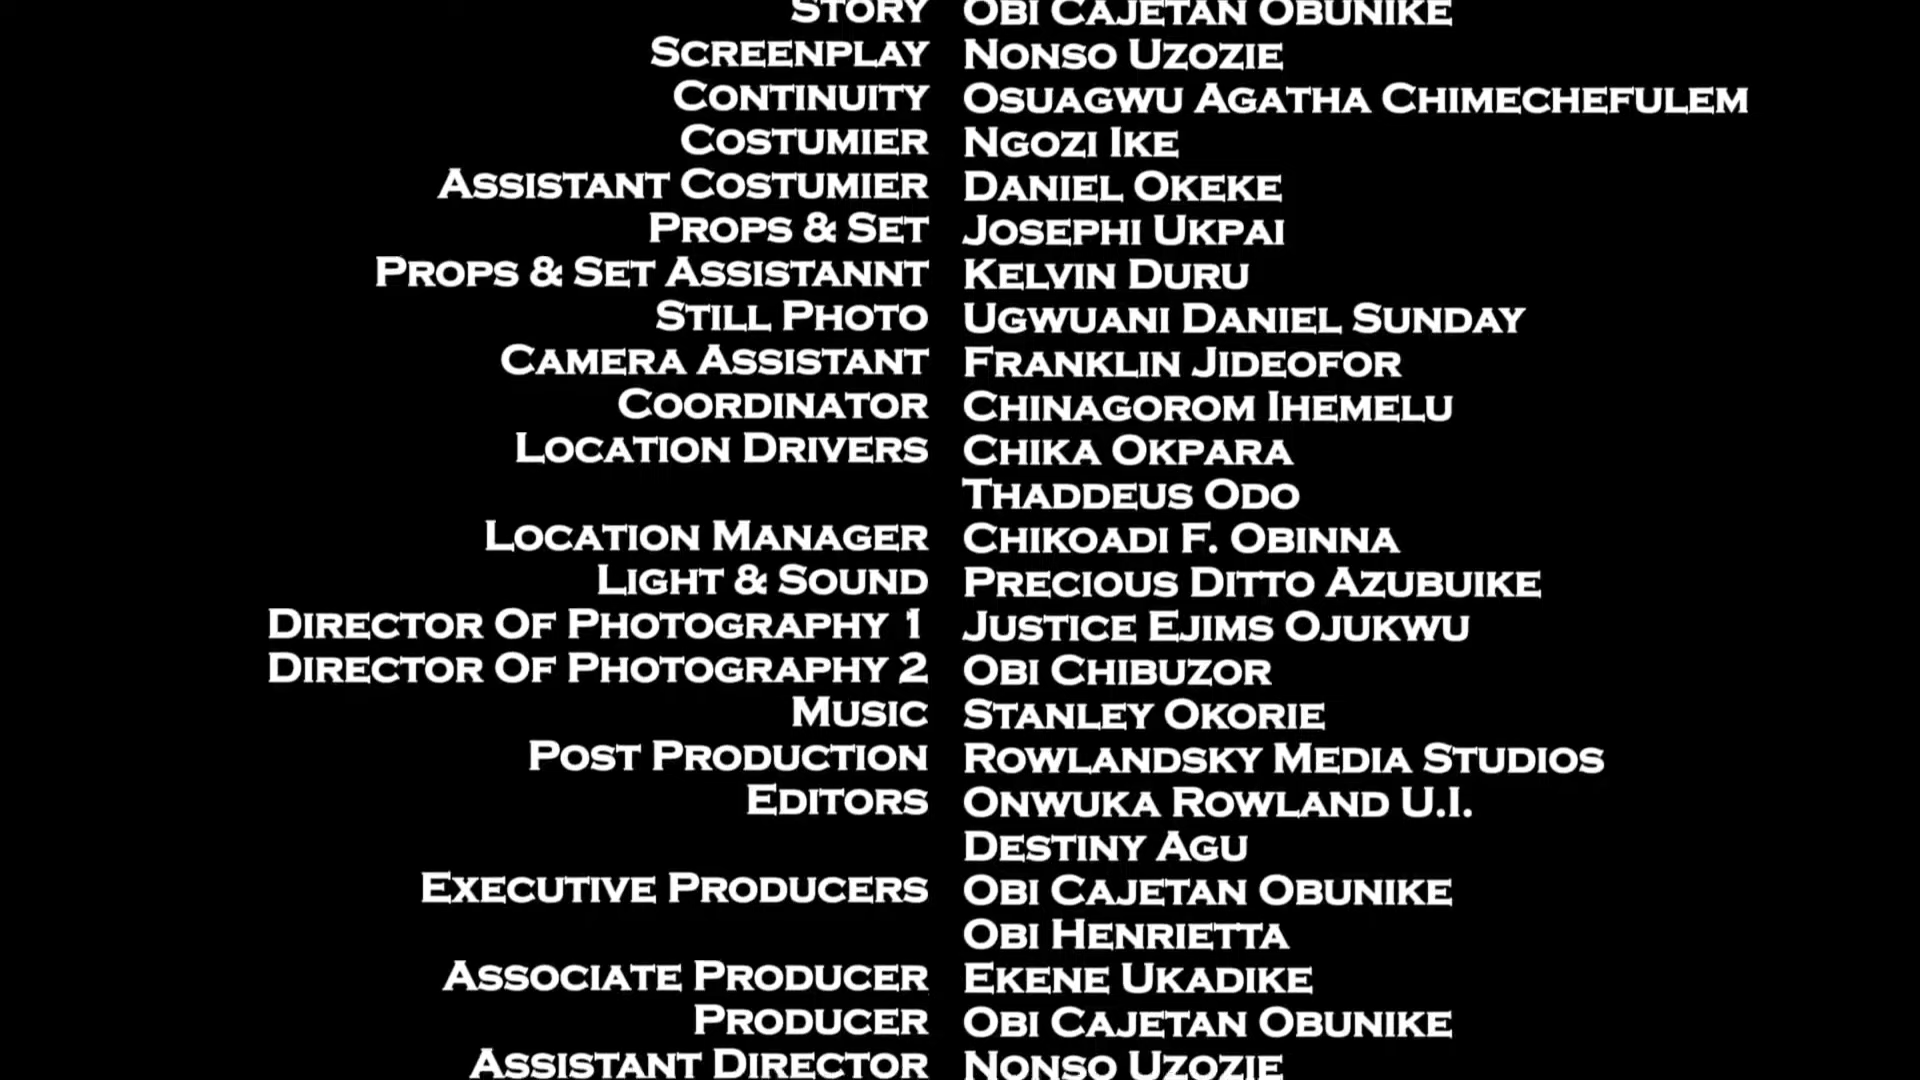 STORY OBI CAJETAN OBUNIKE
SCREENPLAY NONSO UZOZIE
CONTINUITY OSUAGWU AGATHA CHIMECHEFULEM
COSTUMIER NGOZI IKE
ASSISTANT COSTUMIER DANIEL OKEKE
PROPS & SET JOSEPHI UKPAI
PROPS & SET ASSISTANNT KELVIN DURU
STILL PHOTO UGWUANI DANIEL SUNDAY
CAMERA ASSISTANT FRANKLIN JIDEOFOR
COORDINATOR CHINAGOROM IHEMELU
LOCATION DRIVERS CHIKA OKPARA
THADDEUS ODO
LOCATION MANAGER CHIKOADI F. OBINNA
LIGHT & SOUND PRECIOUS DITTO AZUBUIKE
DIRECTOR OF PHOTOGRAPHY 1 JUSTICE EJIMS OJUKWU
DIRECTOR OF PHOTOGRAPHY 2 OBI CHIBUZOR
MUSIC STANLEY OKORIE
POST PRODUCTION ROWLANDSKY MEDIA STUDIOS
EDITORS ONWUKA ROWLAND U.I.
DESTINY AGU
EXECUTIVE PRODUCERS OBI CAJETAN OBUNIKE
OBI HENRIETTA
ASSOCIATE PRODUCER EKENE UKADIKE
PRODUCER OBI CAJETAN OBUNIKE
ASSISTANT DIRECTOR NONSO UZOZIE